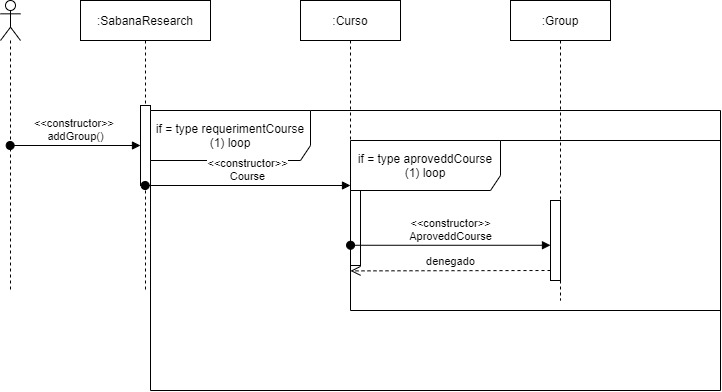 :SabanaResearch
:Curso
:Group
<<constructor>>
addGroup()
if = type requerimentCourse
(1) loop
<<constructor>>
Course
if = type aproveddCourse
(1) loop
<<constructor>>
AproveddCourse
denegado